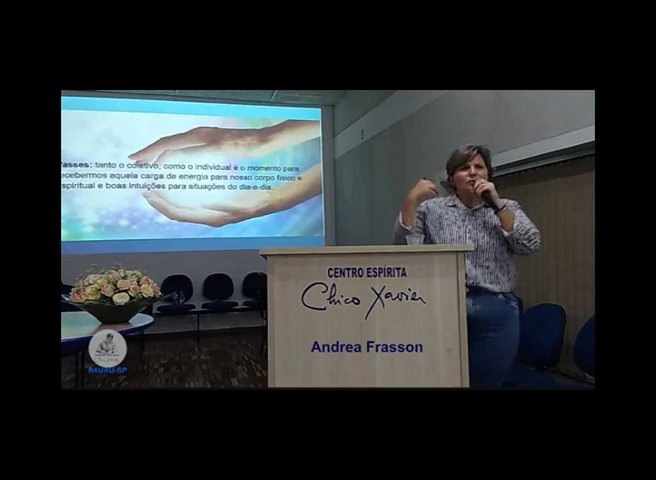 Passes: tanto o coletivo, como o individual é o momento para
recebermos aquela carga de energia para nosso corpo físico e
espiritual e boas intuições para situações do dia-a-dia.
CENTRO ESPÍRITA
Chico Xavier
Andrea Frasson
BAURU-SP